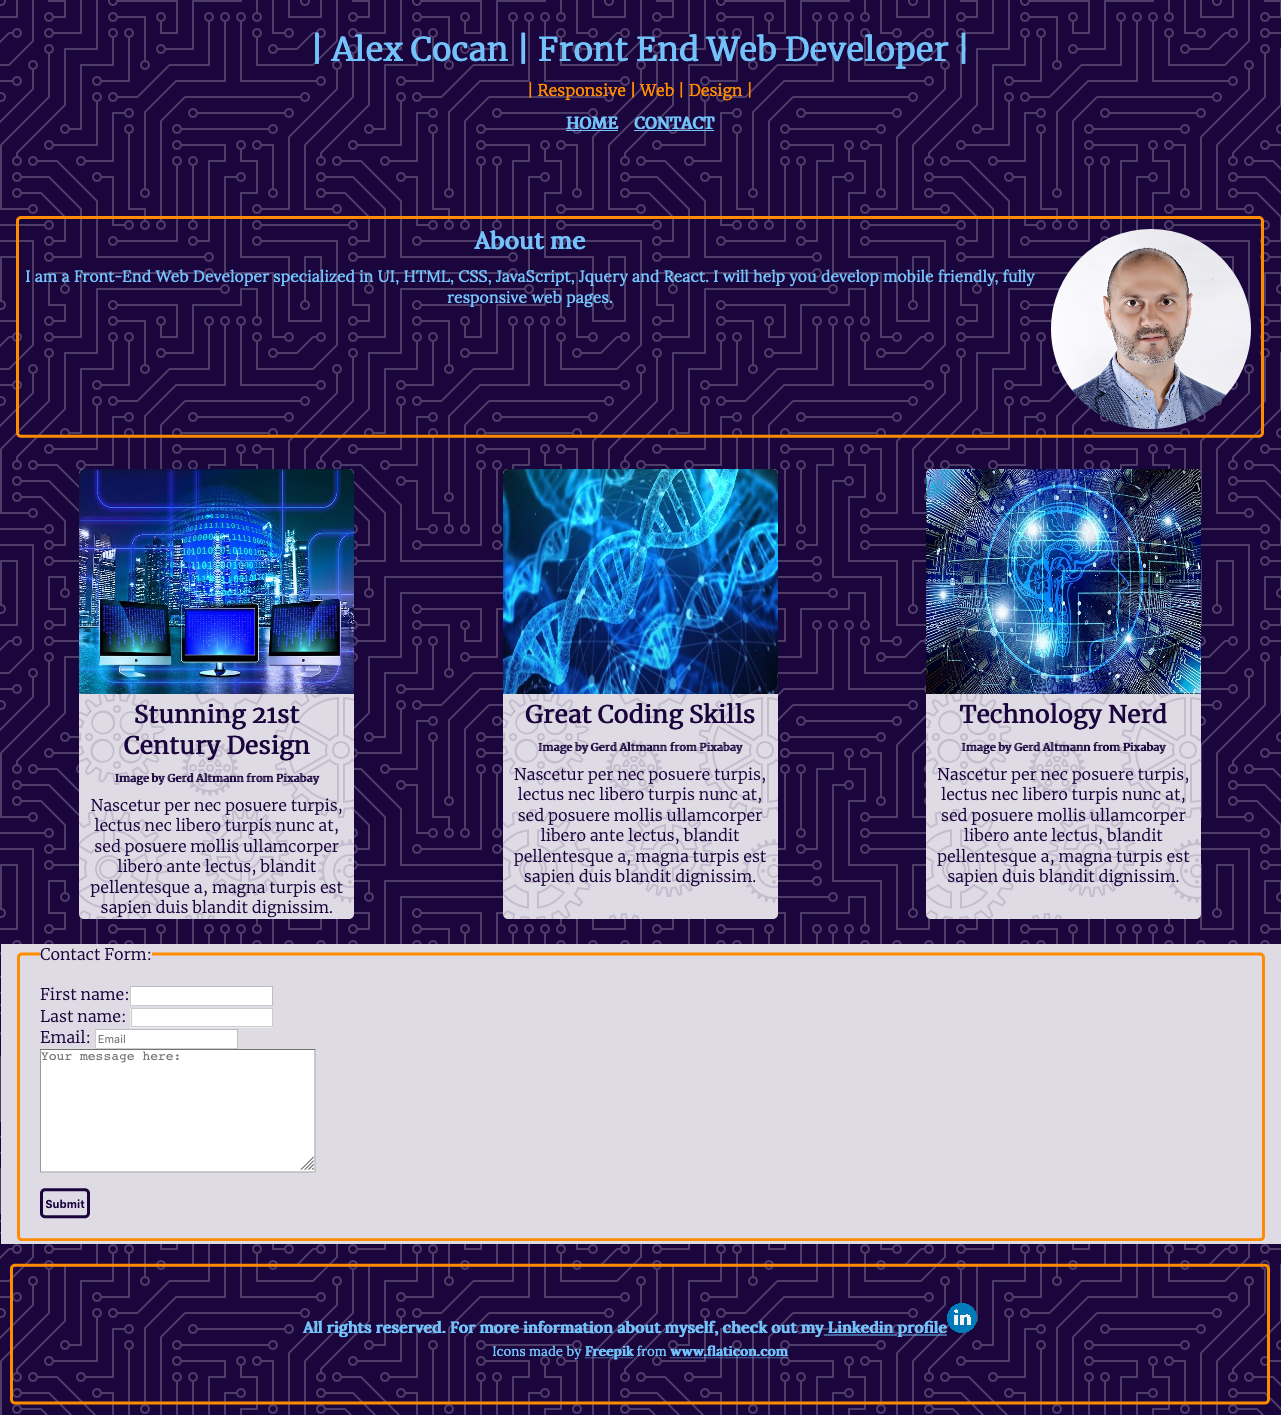 | Alex Cocan | Front End Web Developer |
| Responsive | Web | Design |
HOME CONTACT
About me
I am a Front-End Web Developer specialized in UI, HTML, CSS, JavaScript, Jquery and React. I will help you develop mobile friendly, fully
responsive web pages.
Stunning 21st
Century Design
Image by Gerd Altmann from Pixabay
Nascetur per nec posuere turpis,
lectus nec libero turpis nunc at,
sed posuere mollis ullamcorper
libero ante lectus, blandit
pellentesque a, magna turpis est
sapien duis blandit dignissim.
Great Coding Skills
Image by Gerd Altmann from Pixabay
Nascetur per nec posuere turpis,
lectus nec libero turpis nunc at,
sed posuere mollis ullamcorper
libero ante lectus, blandit
pellentesque a, magna turpis est
sapien duis blandit dignissim.
Technology Nerd
Image by Gerd Altmann from Pixabay
Nascetur per nec posuere turpis,
lectus nec libero turpis nunc at,
sed posuere mollis ullamcorper
libero ante lectus, blandit
pellentesque a, magna turpis est
sapien duis blandit dignissim.
Contact Form:
First name:
Last name:
Email: Email
Your message here:
Submit
All rights reserved. For more information about myself, check out my Linkedin profile in
Icons made by Freepik from www.flaticon.com